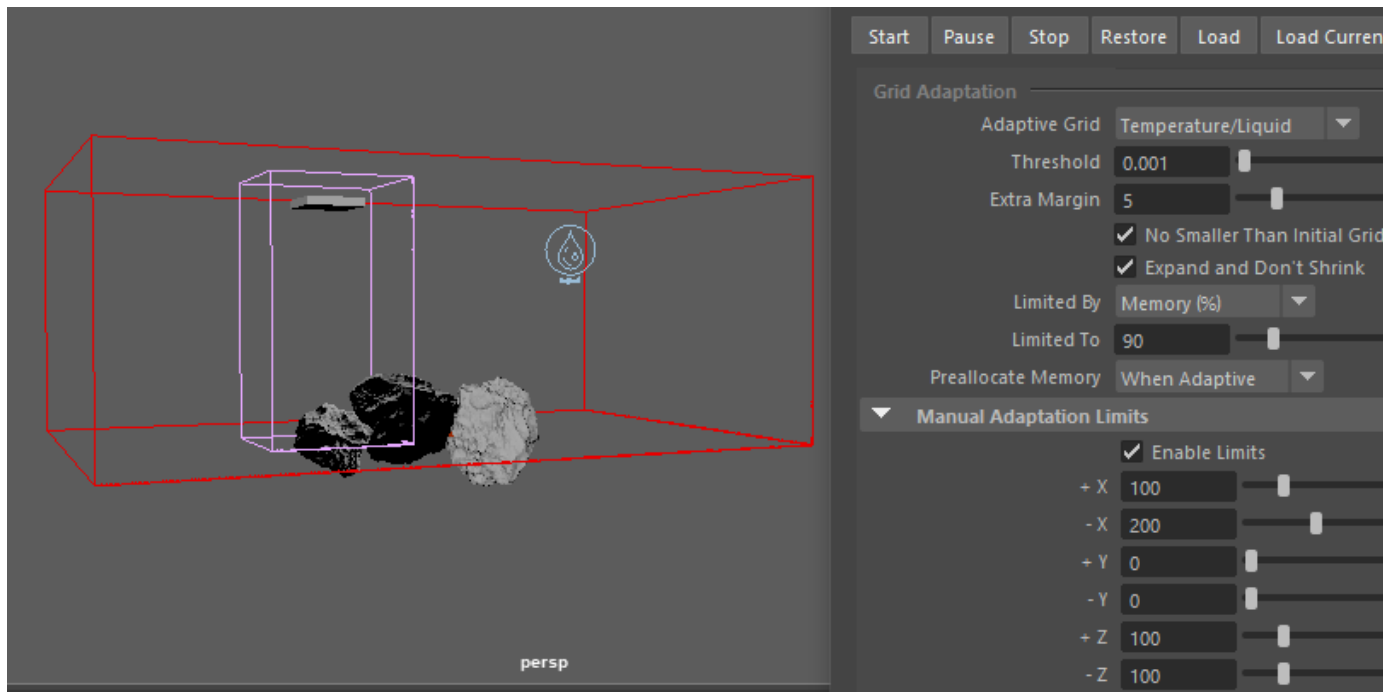 Start Pause Stop Restore Load Load Curren
Grid Adaptation
Adaptive Grid Temperature/Liquid
Threshold 0.001
Extra Margin 5
No Smaller Than Initial Grid
Expand and Don't Shrink
Limited By Memory (%)
Limited To 90
Preallocate Memory When Adaptive
Manual Adaptation Limits
Enable Limits
+ X 100
- X 200
+ Y 0
- Y 0
+ Z 100
- Z 100
persp